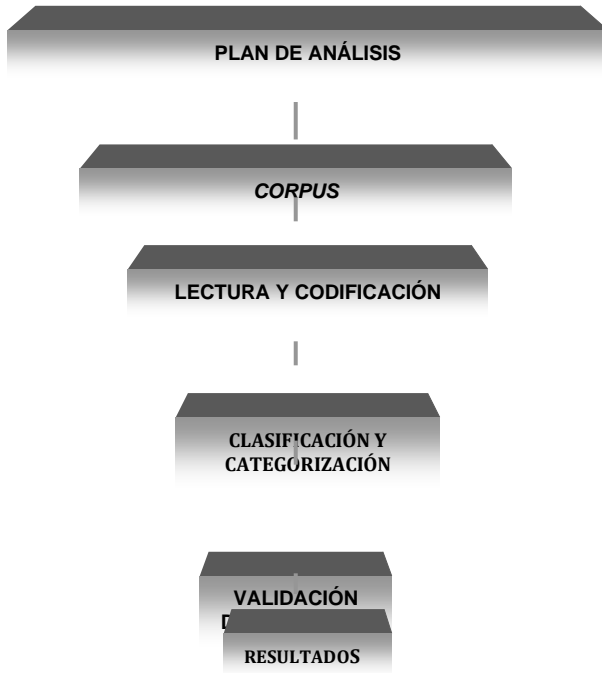 PLAN DE ANÁLISIS
CORPUS
LECTURA Y CODIFICACIÓN
CLASIFICACIÓN Y
CATEGORIZACIÓN
VALIDACIÓN
RESULTADOS